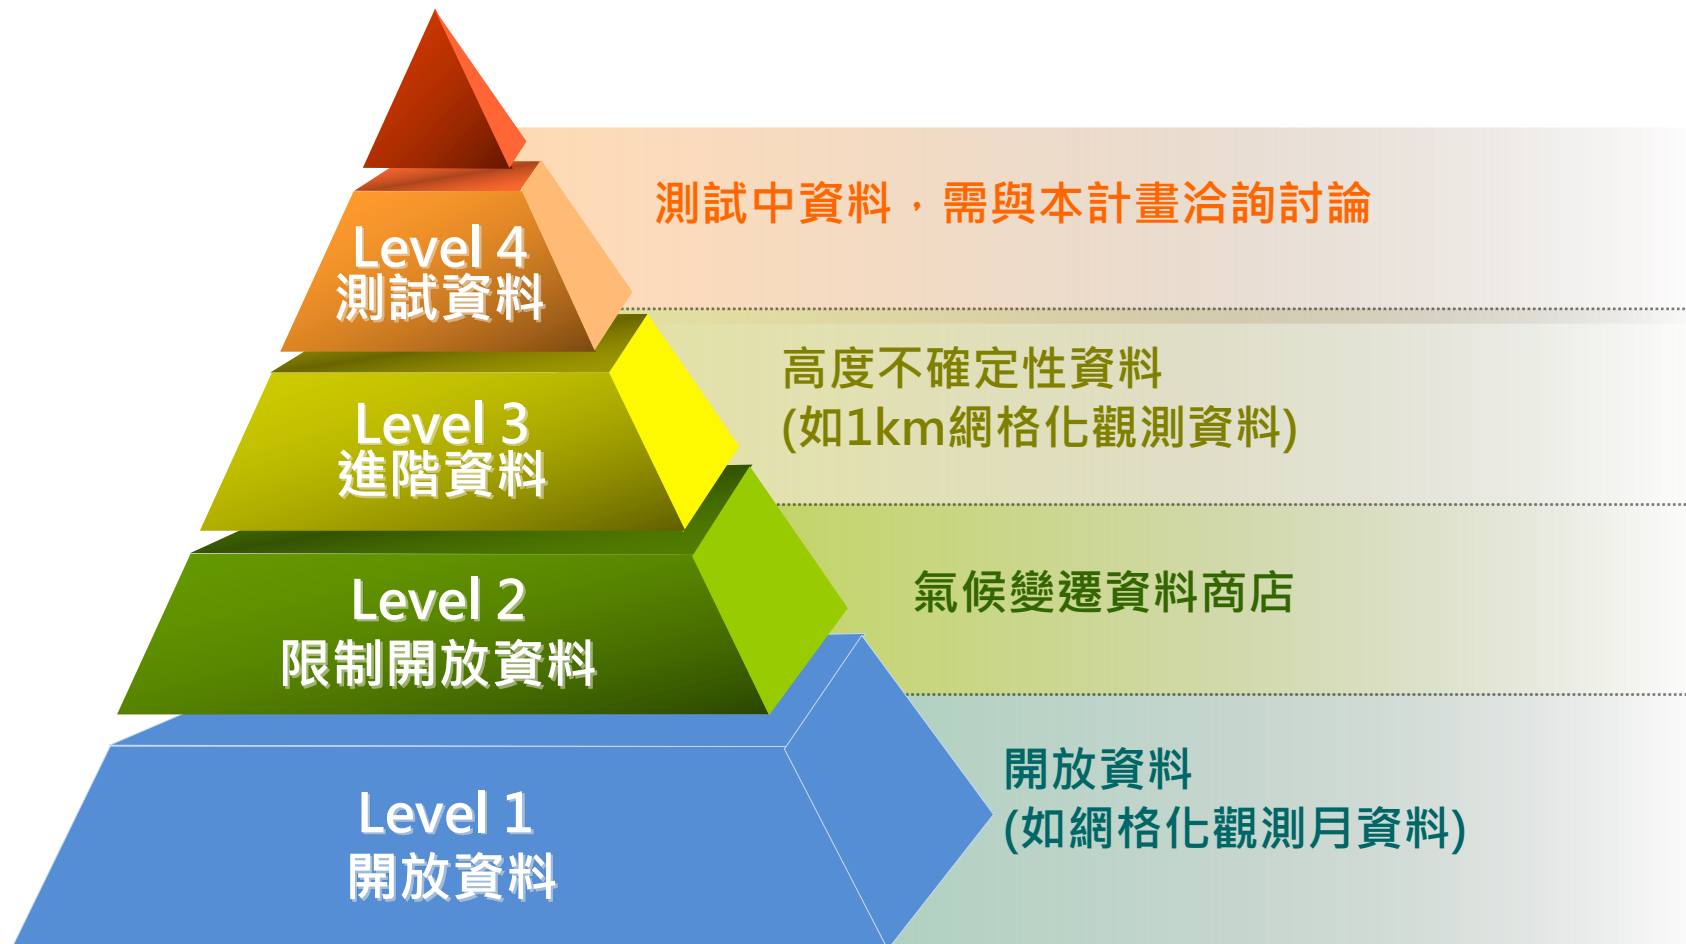 測試中資料，需與本計畫洽詢討論
Level 4
測試資料
高度不確定性資料
(如1km網格化觀測資料)
Level 3
進階資料
氣候變遷資料商店
Level 2
限制開放資料
開放資料
(如網格化觀測月資料)
Level 1
開放資料